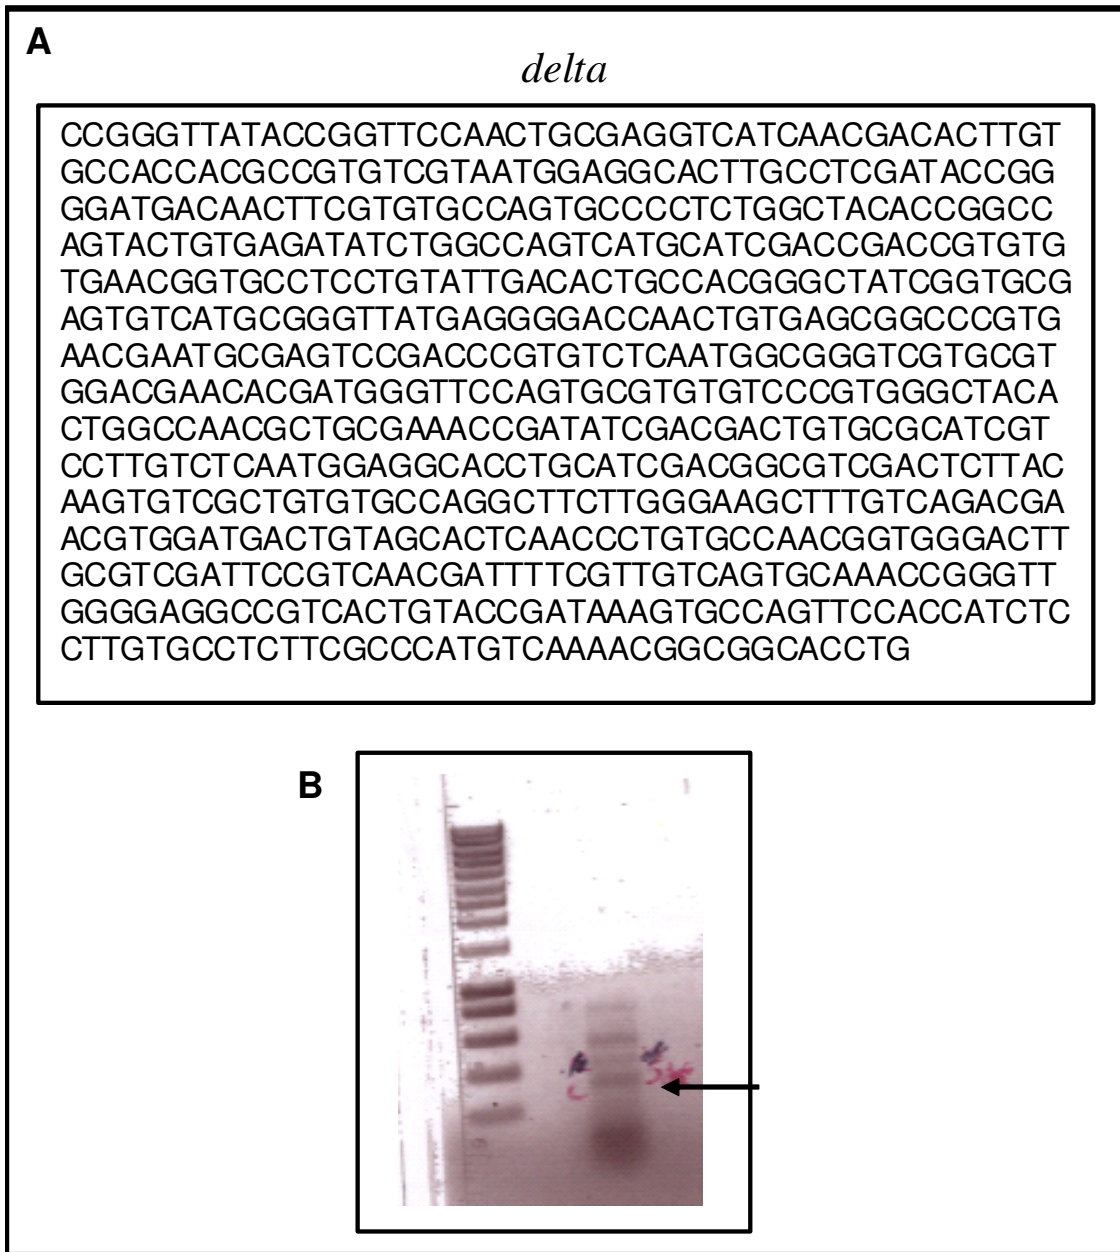 A
delta
CCGGGTTATACCGGTTCCAACTGCGAGGTCATCAACGACACTTGT
GCCACCACGCCGTGTCGTAATGGAGGCACTTGCCTCGATACCGG
GGATGACAACTTCGTGTGCCAGTGCCCCTCTGGCTACACCGGCC
AGTACTGTGAGATATCTGGCCAGTCATGCATCGACCGACCGTGTG
TGAACGGTGCCTCCTGTATTGACACTGCCACGGGCTATCGGTGCG
AGTGTCATGCGGGTTATGAGGGGACCAACTGTGAGCGGCCCGTG
AACGAATGCGAGTCCGACCCGTGTCTCAATGGCGGGTCGTGCGT
GGACGAACACGATGGGTTCCAGTGCGTGTGTCCCGTGGGCTACA
CTGGCCAACGCTGCGAAACCGATATCGACGACTGTGCGCATCGT
CCTTGTCTCAATGGAGGCACCTGCATCGACGGCGTCGACTCTTAC
AAGTGTCGCTGTGTGCCAGGCTTCTTGGGAAGCTTTGTCAGACGA
ACGTGGATGACTGTAGCACTCAACCCTGTGCCAACGGTGGGACTT
GCGTCGATTCCGTCAACGATTTTCGTTGTCAGTGCAAACCGGGTT
GGGGAGGCCGTCACTGTACCGATAAAGTGCCAGTTCCACCATCTC
CTTGTGCCTCTTCGCCCATGTCAAAACGGCGGCACCTG
B